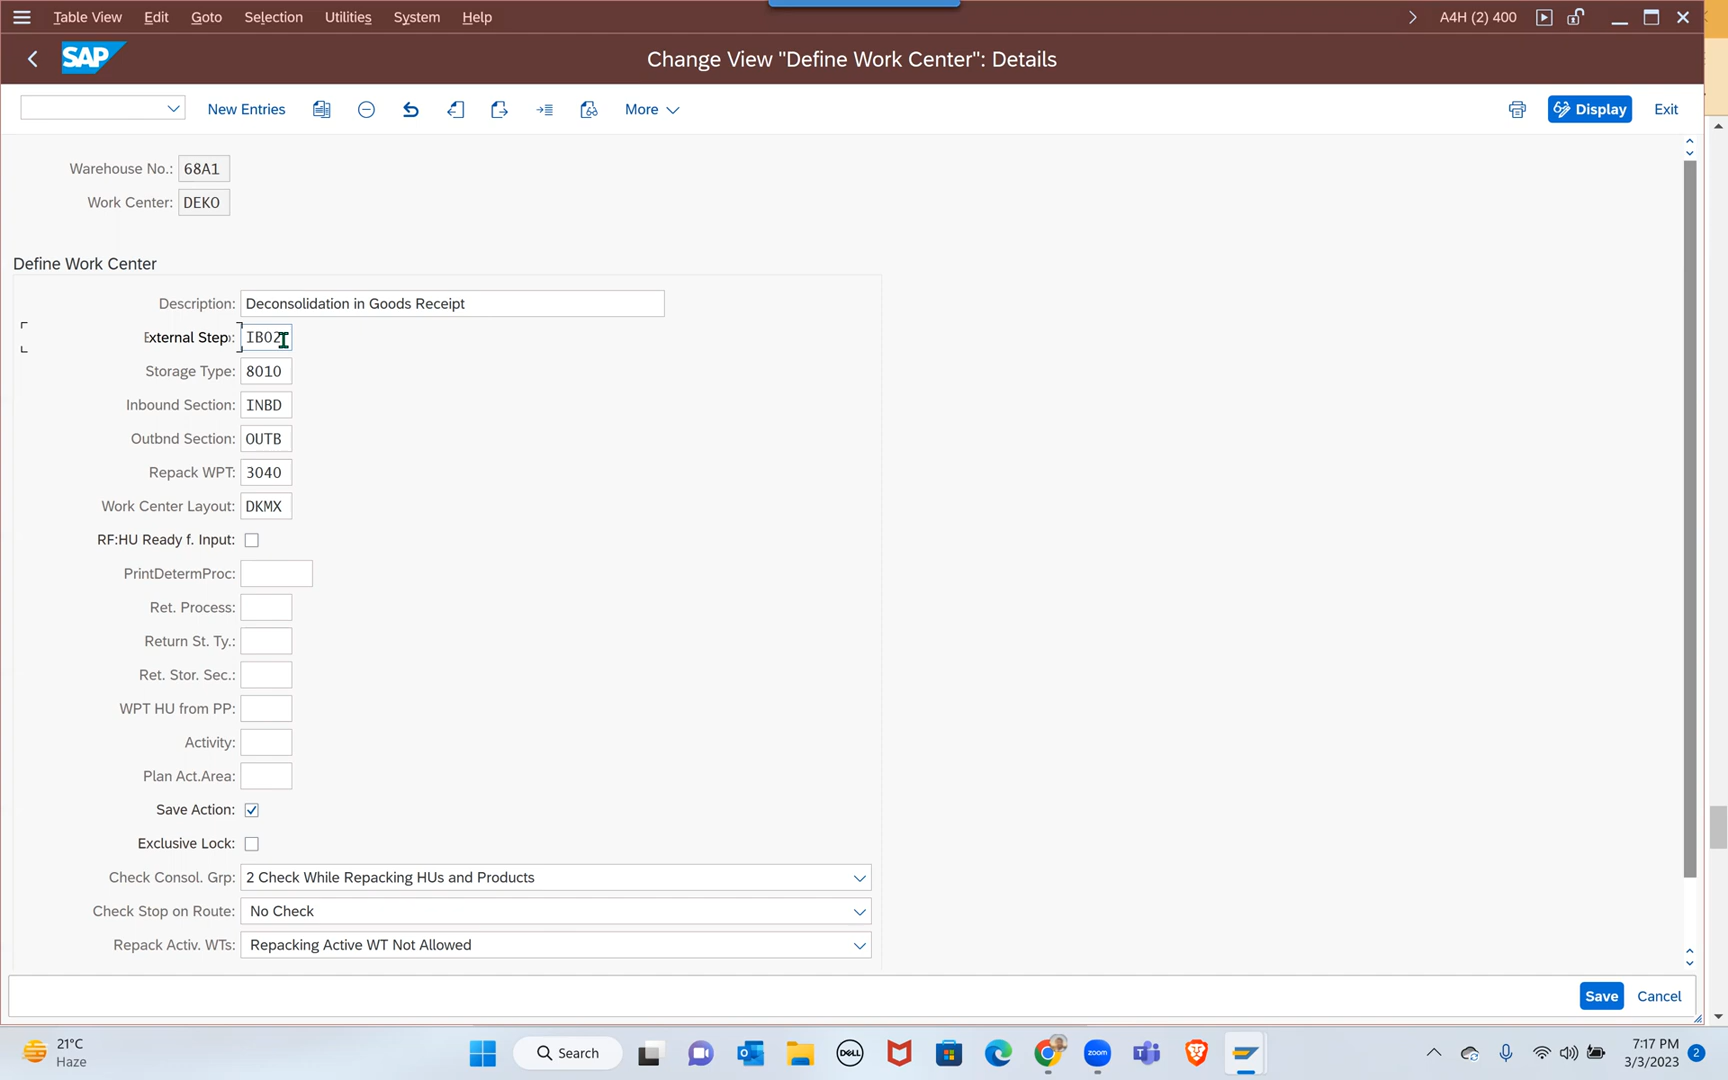 Table View Edit Goto Selection Utilities System Help A4H (2) 400
SAP Change View "Define Work Center": Details
New Entries More Display Exit
Warehouse No.: 68A1
Work Center: DEKO
Define Work Center
Description: Deconsolidation in Goods Receipt
External Step: IB02
Storage Type: 8010
Inbound Section: INBD
Outbnd Section: OUTB
Repack WPT: 3040
Work Center Layout: DKMX
RF:HU Ready f. Input:
PrintDetermProc:
Ret. Process:
Return St. Ty.:
Ret. Stor. Sec.:
WPT HU from PP:
Activity:
Plan Act.Area:
Save Action:
Exclusive Lock:
Check Consol. Grp: 2 Check While Repacking HUs and Products
Check Stop on Route: No Check
Repack Activ. WTs: Repacking Active WT Not Allowed
Save Cancel
21°C
Haze
Search
DELL
zoom
7:17 PM
3/3/2023
2